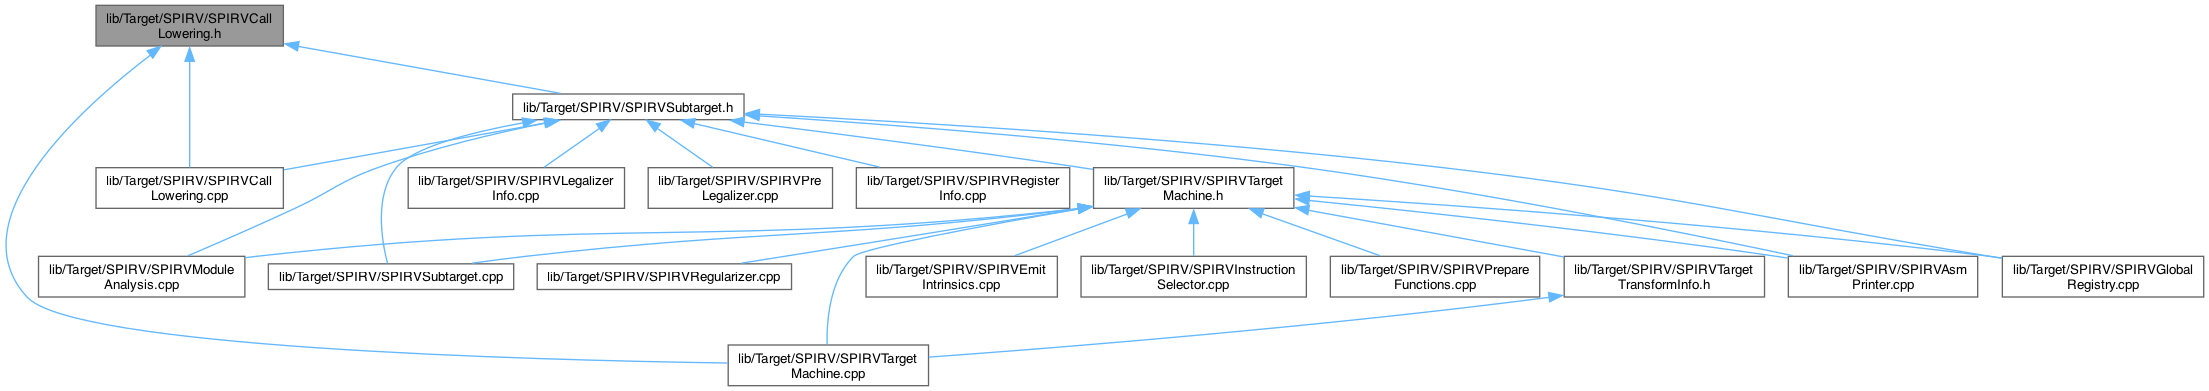 lib/Target/SPIRV/SPIRVCall
Lowering.h
lib/Target/SPIRV/SPIRVSubtarget.h
lib/Target/SPIRV/SPIRVCall
Lowering.cpp
lib/Target/SPIRV/SPIRVLegalizer
Info.cpp
lib/Target/SPIRV/SPIRVPre
Legalizer.cpp
lib/Target/SPIRV/SPIRVRegister
Info.cpp
lib/Target/SPIRV/SPIRVTarget
Machine.h
lib/Target/SPIRV/SPIRVModule
Analysis.cpp
lib/Target/SPIRV/SPIRVSubtarget.cpp
lib/Target/SPIRV/SPIRVRegularizer.cpp
lib/Target/SPIRV/SPIRVEmit
Intrinsics.cpp
lib/Target/SPIRV/SPIRVInstruction
Selector.cpp
lib/Target/SPIRV/SPIRVPrepare
Functions.cpp
lib/Target/SPIRV/SPIRVTarget
TransformInfo.h
lib/Target/SPIRV/SPIRVAsm
Printer.cpp
lib/Target/SPIRV/SPIRVGlobal
Registry.cpp
lib/Target/SPIRV/SPIRVTarget
Machine.cpp